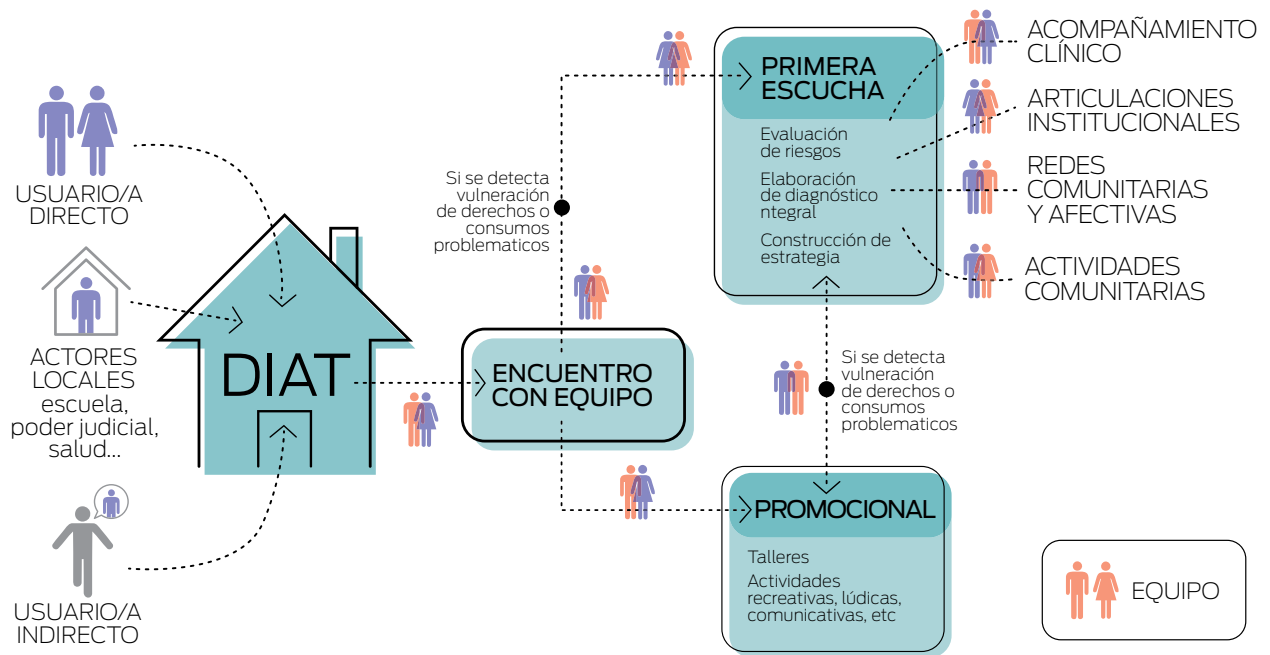 USUARIO/A
DIRECTO
ACTORES
LOCALES
escuela,
poder judicial,
salud...
USUARIO/A
INDIRECTO
DIAT
ENCUENTRO
CON EQUIPO
Si se detecta
vulneración
de derechos o
consumos
problematicos
PRIMERA
ESCUCHA
Evaluación
de riesgos
Elaboración
de diagnóstico
ntegral
Construcción de
estrategia
Si se detecta
vulneración
de derechos o
consumos
problematicos
PROMOCIONAL
Talleres
Actividades
recreativas, lúdicas,
comunicativas, etc
ACOMPAÑAMIENTO
CLÍNICO
ARTICULACIONES
INSTITUCIONALES
REDES
COMUNITARIAS
Y AFECTIVAS
ACTIVIDADES
COMUNITARIAS
EQUIPO